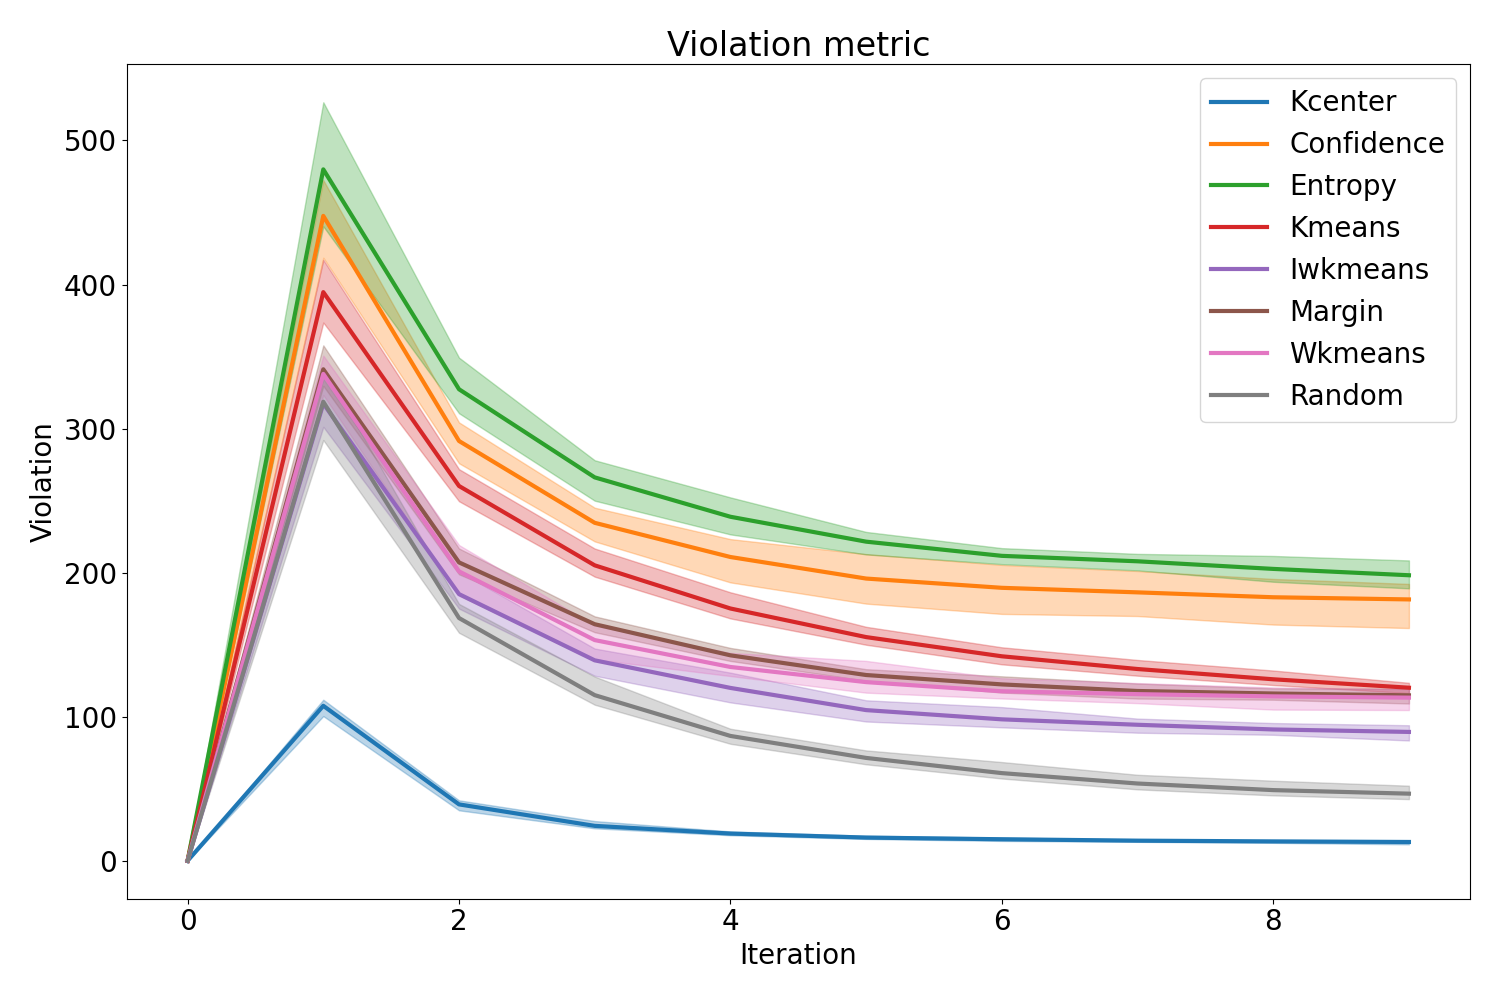 Violation metric
Violation
500
400
300
200
100
0
0 2 4 6 8
Iteration
Kcenter
Confidence
Entropy
Kmeans
Iwkmeans
Margin
Wkmeans
Random